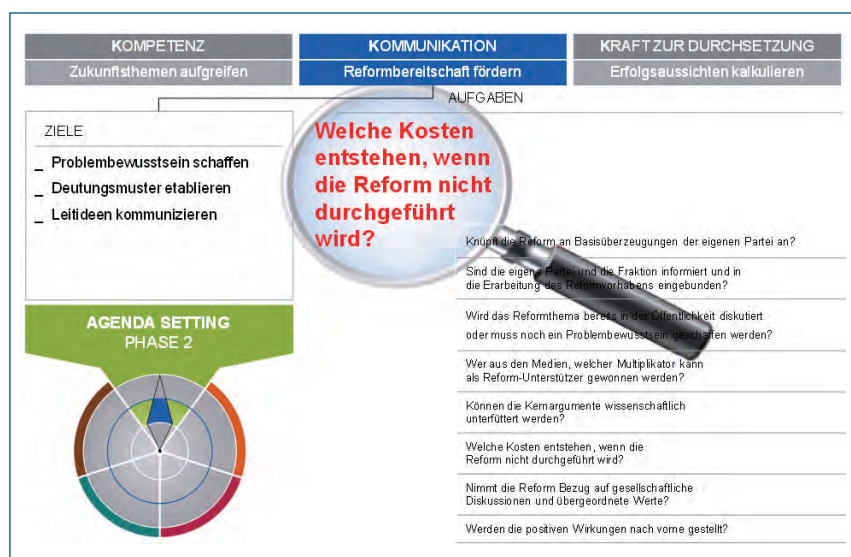 KOMPETENZ
Zukunftsthemen aufgreifen
KOMMUNIKATION
Reformbereitschaft fördern
KRAFT ZUR DURCHSETZUNG
Erfolgsaussichten kalkulieren
ZIELE
_ Problembewusstsein schaffen
_ Deutungsmuster etablieren
_ Leitideen kommunizieren
AGENDA SETTING
PHASE 2
AUFGABEN
Welche Kosten
entstehen, wenn
die Reform nicht
durchgeführt
wird?
Knüpft die Reform an Basisüberzeugungen der eigenen Partei an?
Sind die eigene Partei und die Fraktion informiert und in
die Erarbeitung des Reformvorhabens eingebunden?
Wird das Reformthema bereits in der Öffentlichkeit diskutiert
oder muss noch ein Problembewusstsein geschaffen werden?
Wer aus den Medien, welcher Multiplikator kann
als Reform-Unterstützer gewonnen werden?
Können die Kernargumente wissenschaftlich
unterfüttert werden?
Welche Kosten entstehen, wenn die
Reform nicht durchgeführt wird?
Nimmt die Reform Bezug auf gesellschaftliche
Diskussionen und übergeordnete Werte?
Werden die positiven Wirkungen nach vorne gestellt?